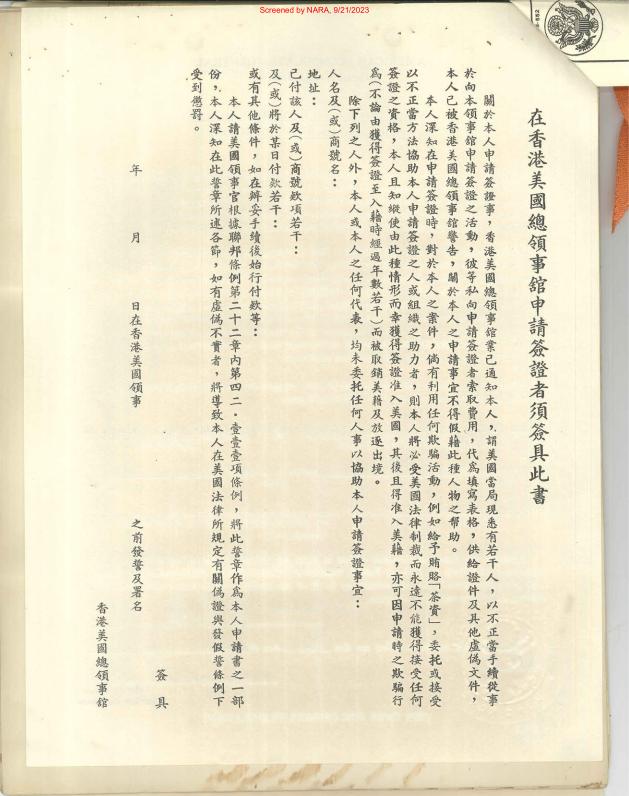 Screened by NARA, 9/21/2023
在香港美國總領事舘申請簽證者須簽具此書
關於本人申請簽證事，香港美國總領事舘業已通知本人，謂美國當局現悉有若干人，以不正當手續從事
於向本領事舘申請簽證之活動，彼等私向申請簽證者索取費用，代為填寫表格，供給證件及其他虛偽文件，
本人已被香港美國總領事舘警告，關於本人之申請事宜不得假藉此種人物之帮助。
本人深知在申請簽證時，對於本人之案件，倘有利用任何欺騙活動，例如給予賄賂「茶資」，委托或接受
以不正當方法協助本人申請簽證之人或組織之助力者，則本人將必受美國法律制裁而永遠不能獲得接受任何
簽證之資格，本人且知縱使由此種情形而幸獲得簽證准入美國，其後且得准入美籍，亦可因申請時之欺騙行
為（不論由獲得簽證至入籍時經過年數若干）而被取銷美籍及放逐出境。
除下列之人外，本人或本人之任何代表，均未委托任何人事以協助本人申請簽證事宜：
人名及（或）商號名：
地址：
已付該人及（或）商號欵項若干：
及（或）將於某日付欵若干：
或有其他條件，如在辦妥手續後始行付欵等：
本人請美國領事官根據聯邦條例第二十二章內第四二·壹壹壹項條例，將此誓章作為本人申請書之一部
份，本人深知在此誓章所述各節，如有虛偽不實者，將導致本人在美國法律所規定有關偽證與發假誓條例下
受到懲罰。
簽具
年　月　日在香港美國領事　之前發誓及署名
香港美國總領事舘